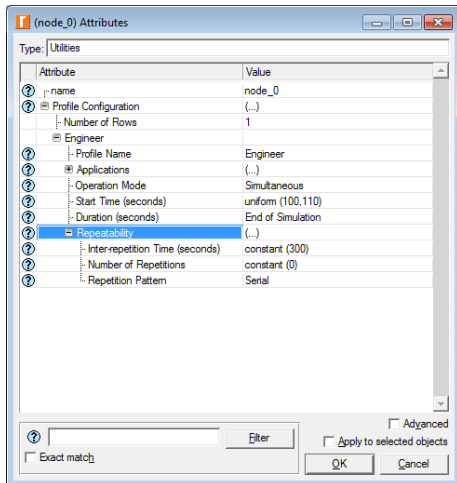 (node_0) Attributes
Type: Utilities
Attribute Value
name node_0
Profile Configuration (...)
Number of Rows 1
Engineer
Profile Name Engineer
Applications (...)
Operation Mode Simultaneous
Start Time (seconds) uniform (100,110)
Duration (seconds) End of Simulation
Repeatability (...)
Inter-repetition Time (seconds) constant (300)
Number of Repetitions constant (0)
Repetition Pattern Serial
Advanced
Filter
Apply to selected objects
Exact match
OK Cancel